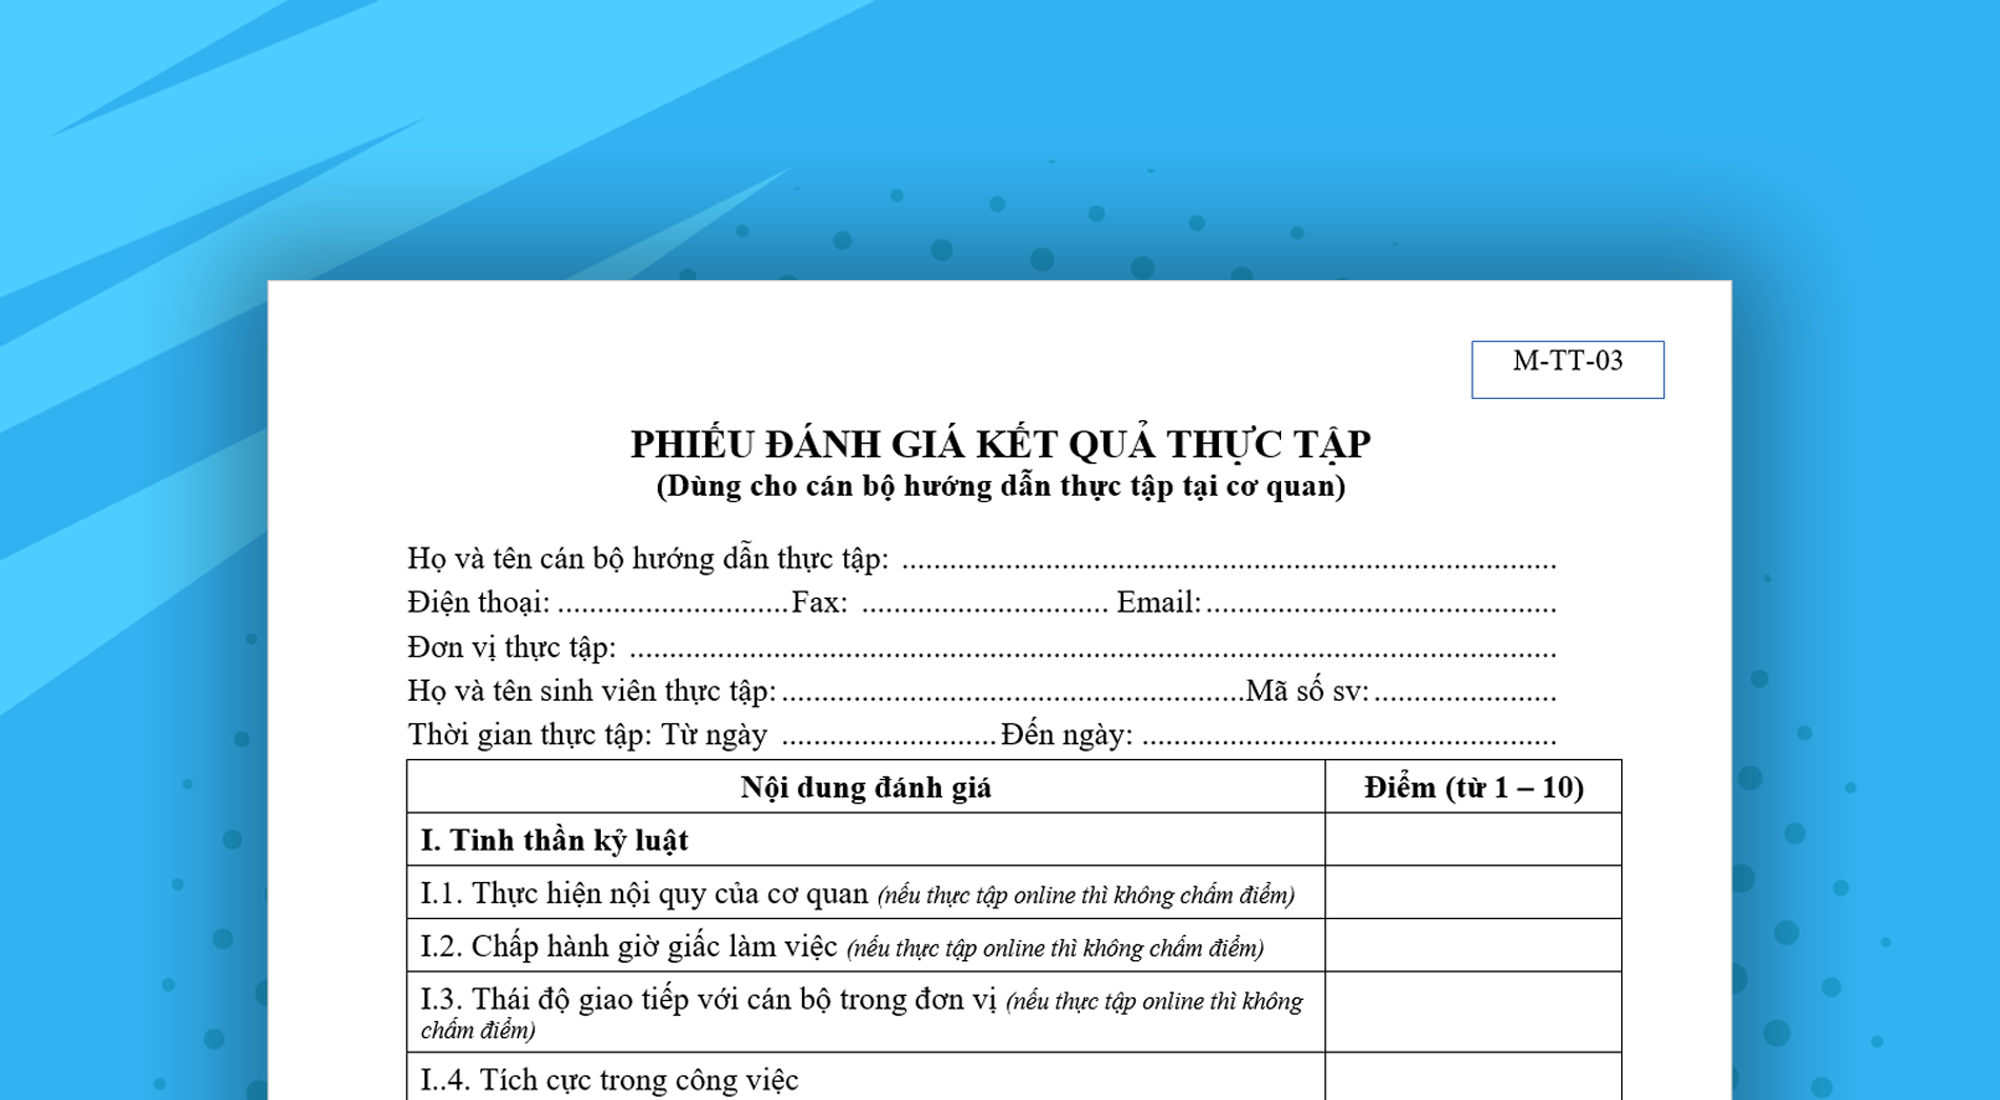 M-TT-03
PHIẾU ĐÁNH GIÁ KẾT QUẢ THỰC TẬP
(Dùng cho cán bộ hướng dẫn thực tập tại cơ quan)
Họ và tên cán bộ hướng dẫn thực tập: ..................................................................................
Điện thoại: .............................Fax: ............................... Email:............................................
Đơn vị thực tập: ....................................................................................................................
Họ và tên sinh viên thực tập:..........................................................Mã số sv:.......................
Thời gian thực tập: Từ ngày ...........................Đến ngày: ....................................................
Nội dung đánh giá Điểm (từ 1 – 10)
I. Tinh thần kỷ luật
I.1. Thực hiện nội quy của cơ quan (nếu thực tập online thì không chấm điểm)
I.2. Chấp hành giờ giấc làm việc (nếu thực tập online thì không chấm điểm)
I.3. Thái độ giao tiếp với cán bộ trong đơn vị (nếu thực tập online thì không
chấm điểm)
I..4. Tích cực trong công việc